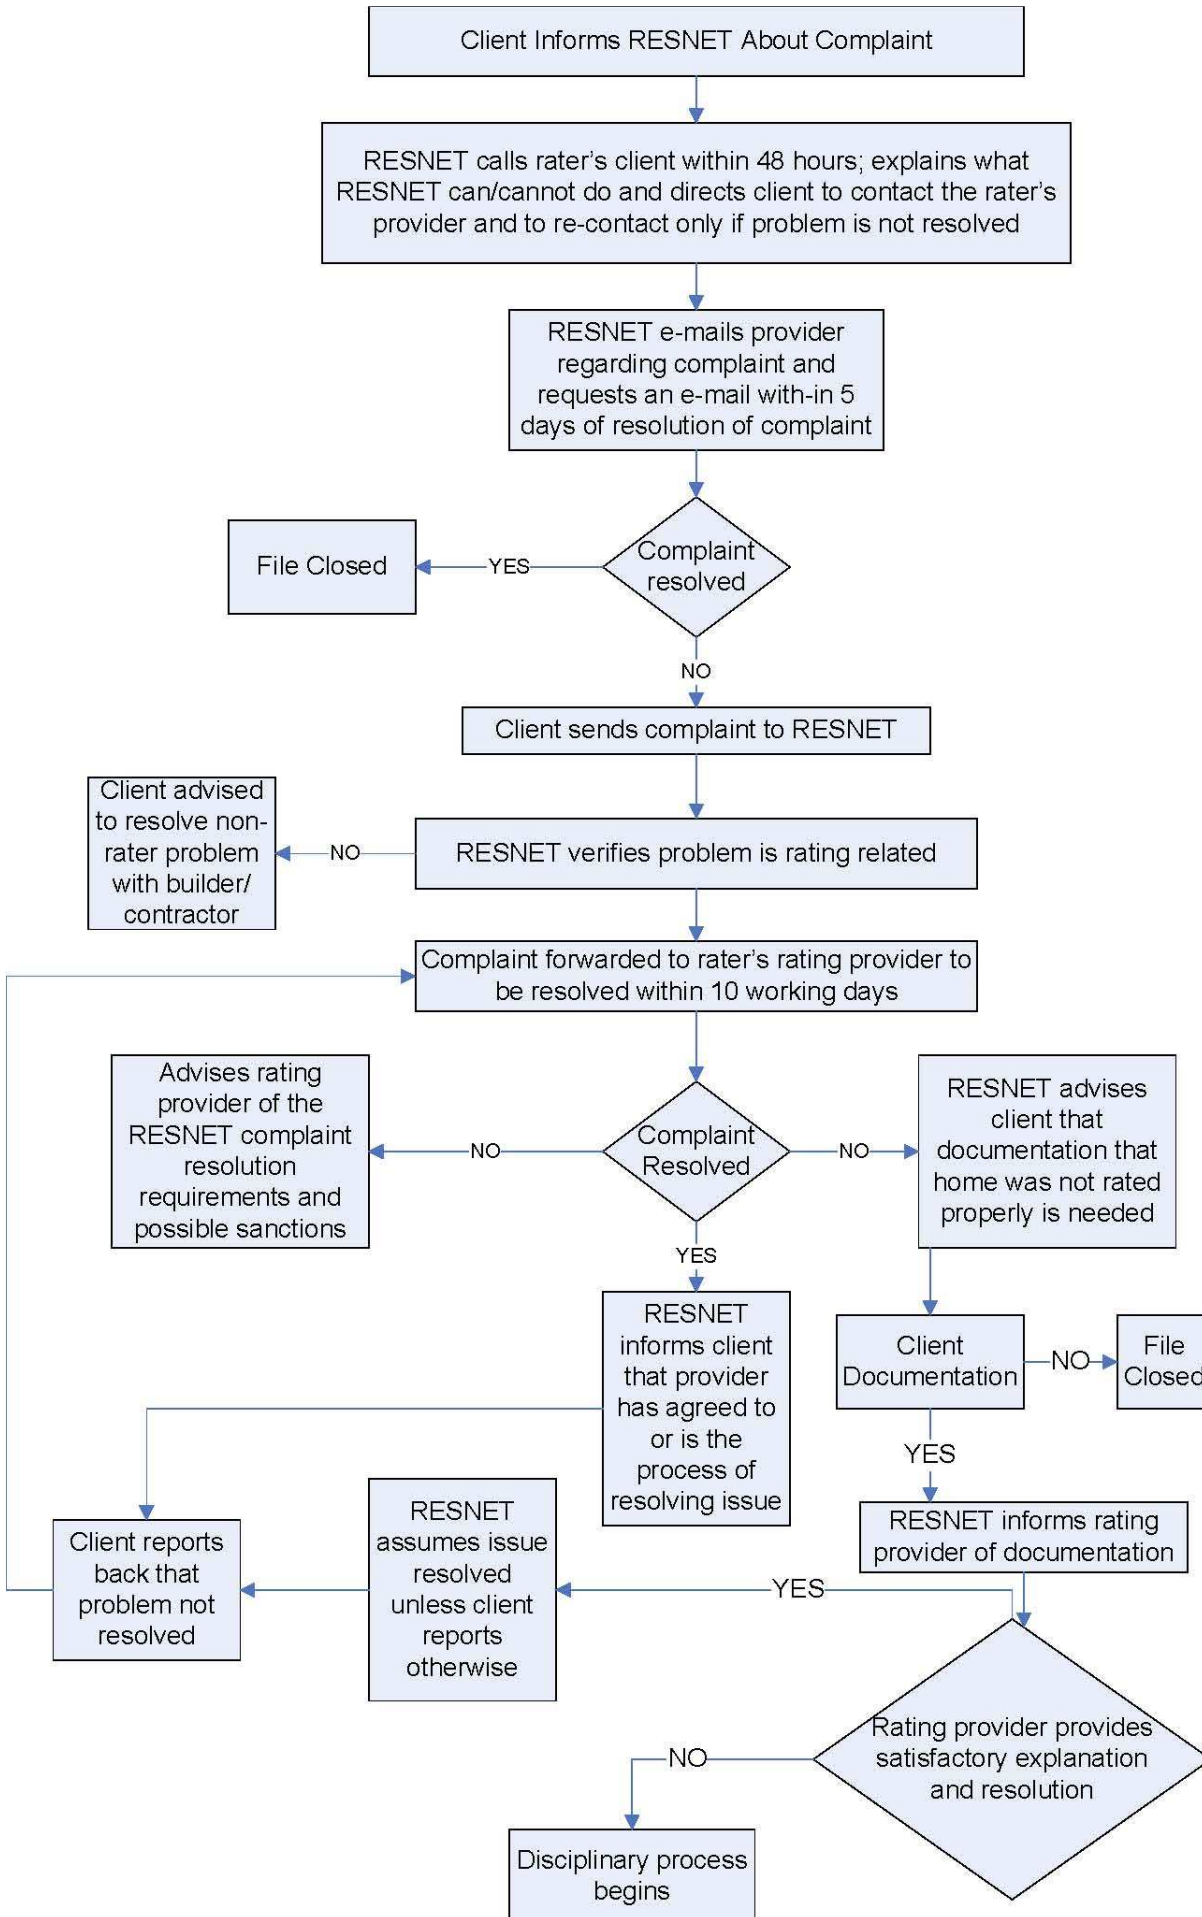 Client Informs RESNET About Complaint
RESNET calls rater’s client within 48 hours; explains what
RESNET can/cannot do and directs client to contact the rater’s
provider and to re-contact only if problem is not resolved
RESNET e-mails provider
regarding complaint and
requests an e-mail with-in 5
days of resolution of complaint
Complaint
resolved
YES
File Closed
NO
Client sends complaint to RESNET
RESNET verifies problem is rating related
NO
Client advised
to resolve non-
rater problem
with builder/
contractor
Complaint forwarded to rater’s rating provider to
be resolved within 10 working days
Complaint
Resolved
NO
Advises rating
provider of the
RESNET complaint
resolution
requirements and
possible sanctions
NO
RESNET advises
client that
documentation that
home was not rated
properly is needed
YES
RESNET
informs client
that provider
has agreed to
or is the
process of
resolving issue
Client
Documentation
NO
File
Closed
YES
RESNET informs rating
provider of documentation
Client reports
back that
problem not
resolved
RESNET
assumes issue
resolved
unless client
reports
otherwise
YES
Rating provider provides
satisfactory explanation
and resolution
NO
Disciplinary process
begins